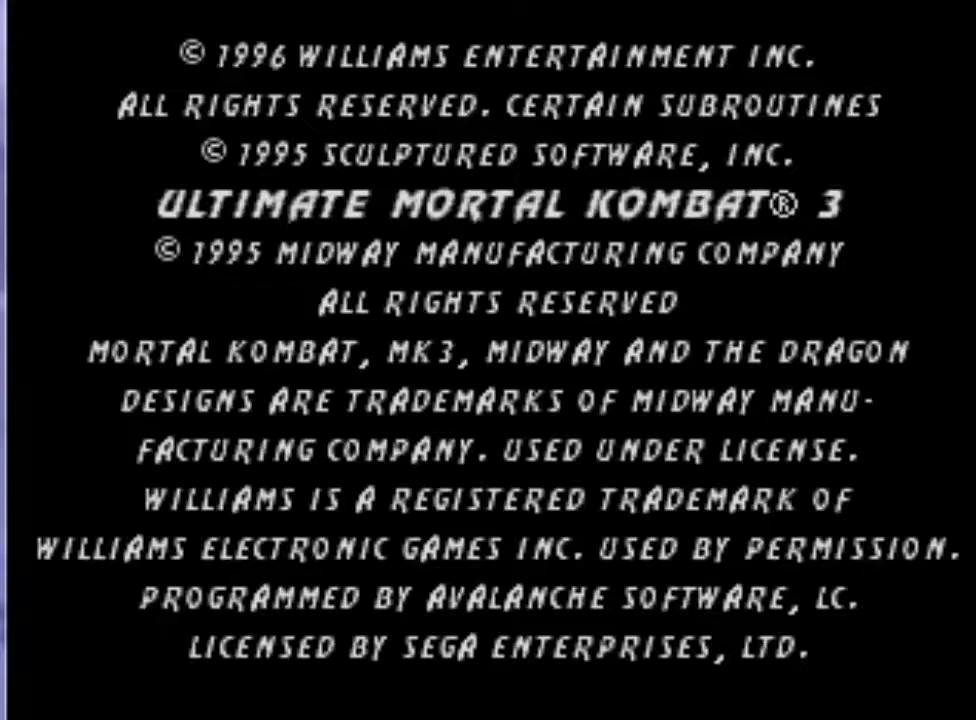 © 1996 WILLIAMS ENTERTAINMENT INC.
ALL RIGHTS RESERVED. CERTAIN SUBROUTINES
© 1995 SCULPTURED SOFTWARE, INC.
ULTIMATE MORTAL KOMBAT® 3
© 1995 MIDWAY MANUFACTURING COMPANY
ALL RIGHTS RESERVED
MORTAL KOMBAT, MK3, MIDWAY AND THE DRAGON
DESIGNS ARE TRADEMARKS OF MIDWAY MANU-
FACTURING COMPANY. USED UNDER LICENSE.
WILLIAMS IS A REGISTERED TRADEMARK OF
WILLIAMS ELECTRONIC GAMES INC. USED BY PERMISSION.
PROGRAMMED BY AVALANCHE SOFTWARE, LC.
LICENSED BY SEGA ENTERPRISES, LTD.